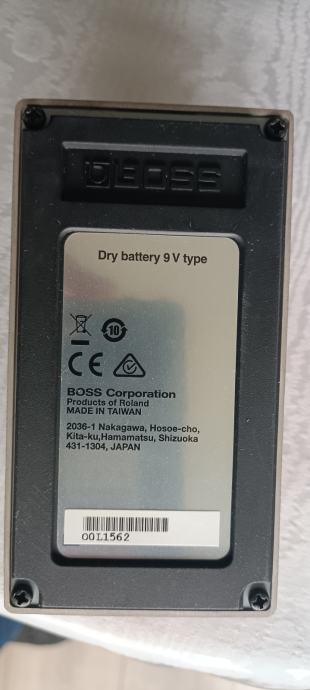 BOSS
Dry battery 9 V type
10
CE
BOSS Corporation
Products of Roland
MADE IN TAIWAN
2036-1 Nakagawa, Hosoe-cho,
Kita-ku,Hamamatsu, Shizuoka
431-1304, JAPAN
O0L1562